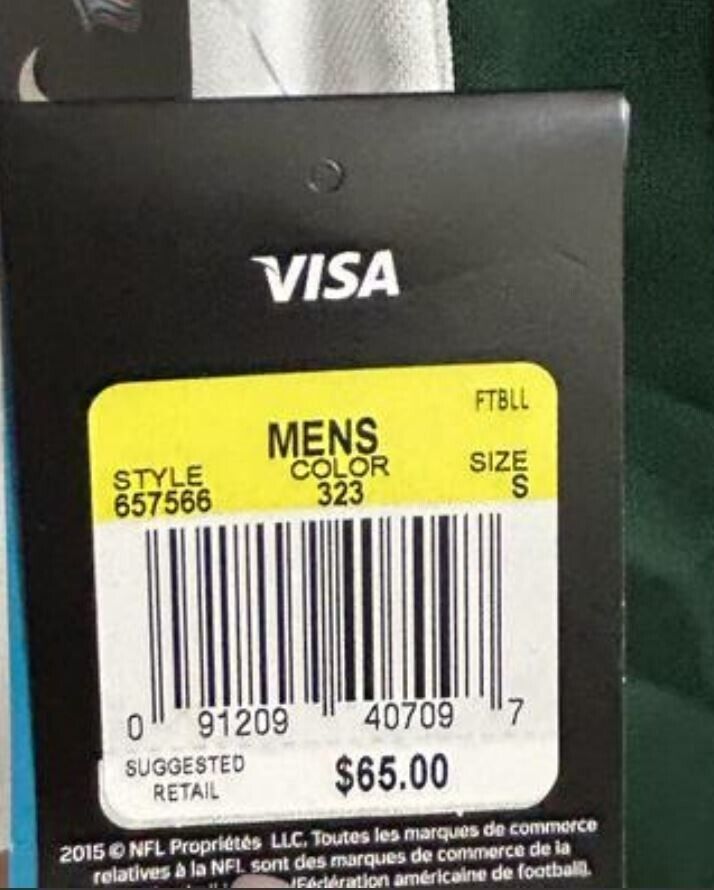 VISA
FTBLL
MENS
STYLE COLOR SIZE
657566 323 S
0 91209 40709 7
SUGGESTED RETAIL $65.00
2015 © NFL Propriétés LLC. Toutes les marques de commerce
relatives à la NFL sont des marques de commerce de la
Fédération américaine de football).